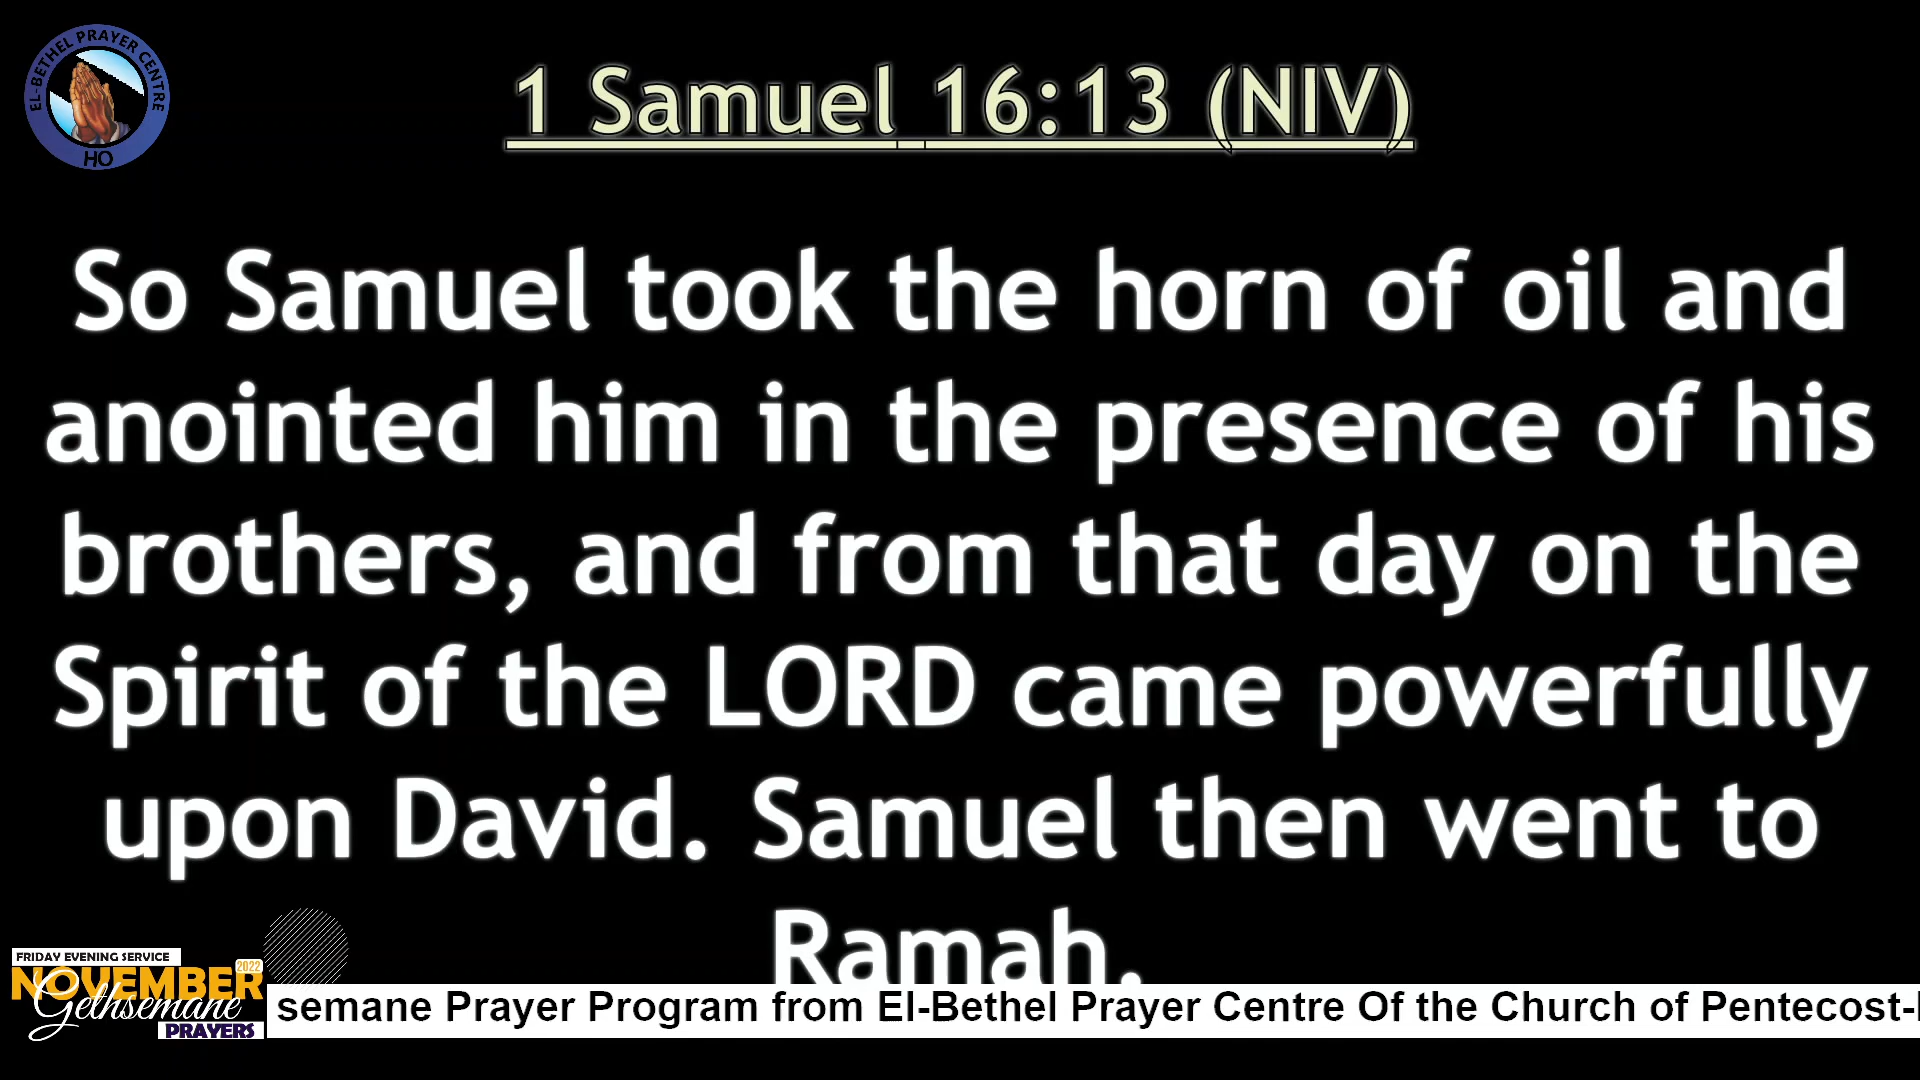 EL-BETHEL PRAYER CENTRE
HO
1 Samuel 16:13 (NIV)
So Samuel took the horn of oil and
anointed him in the presence of his
brothers, and from that day on the
Spirit of the LORD came powerfully
upon David. Samuel then went to
Ramah.
FRIDAY EVENING SERVICE
NOVEMBER 2022
Gethsemane
PRAYERS
semane Prayer Program from El-Bethel Prayer Centre Of the Church of Pentecost-